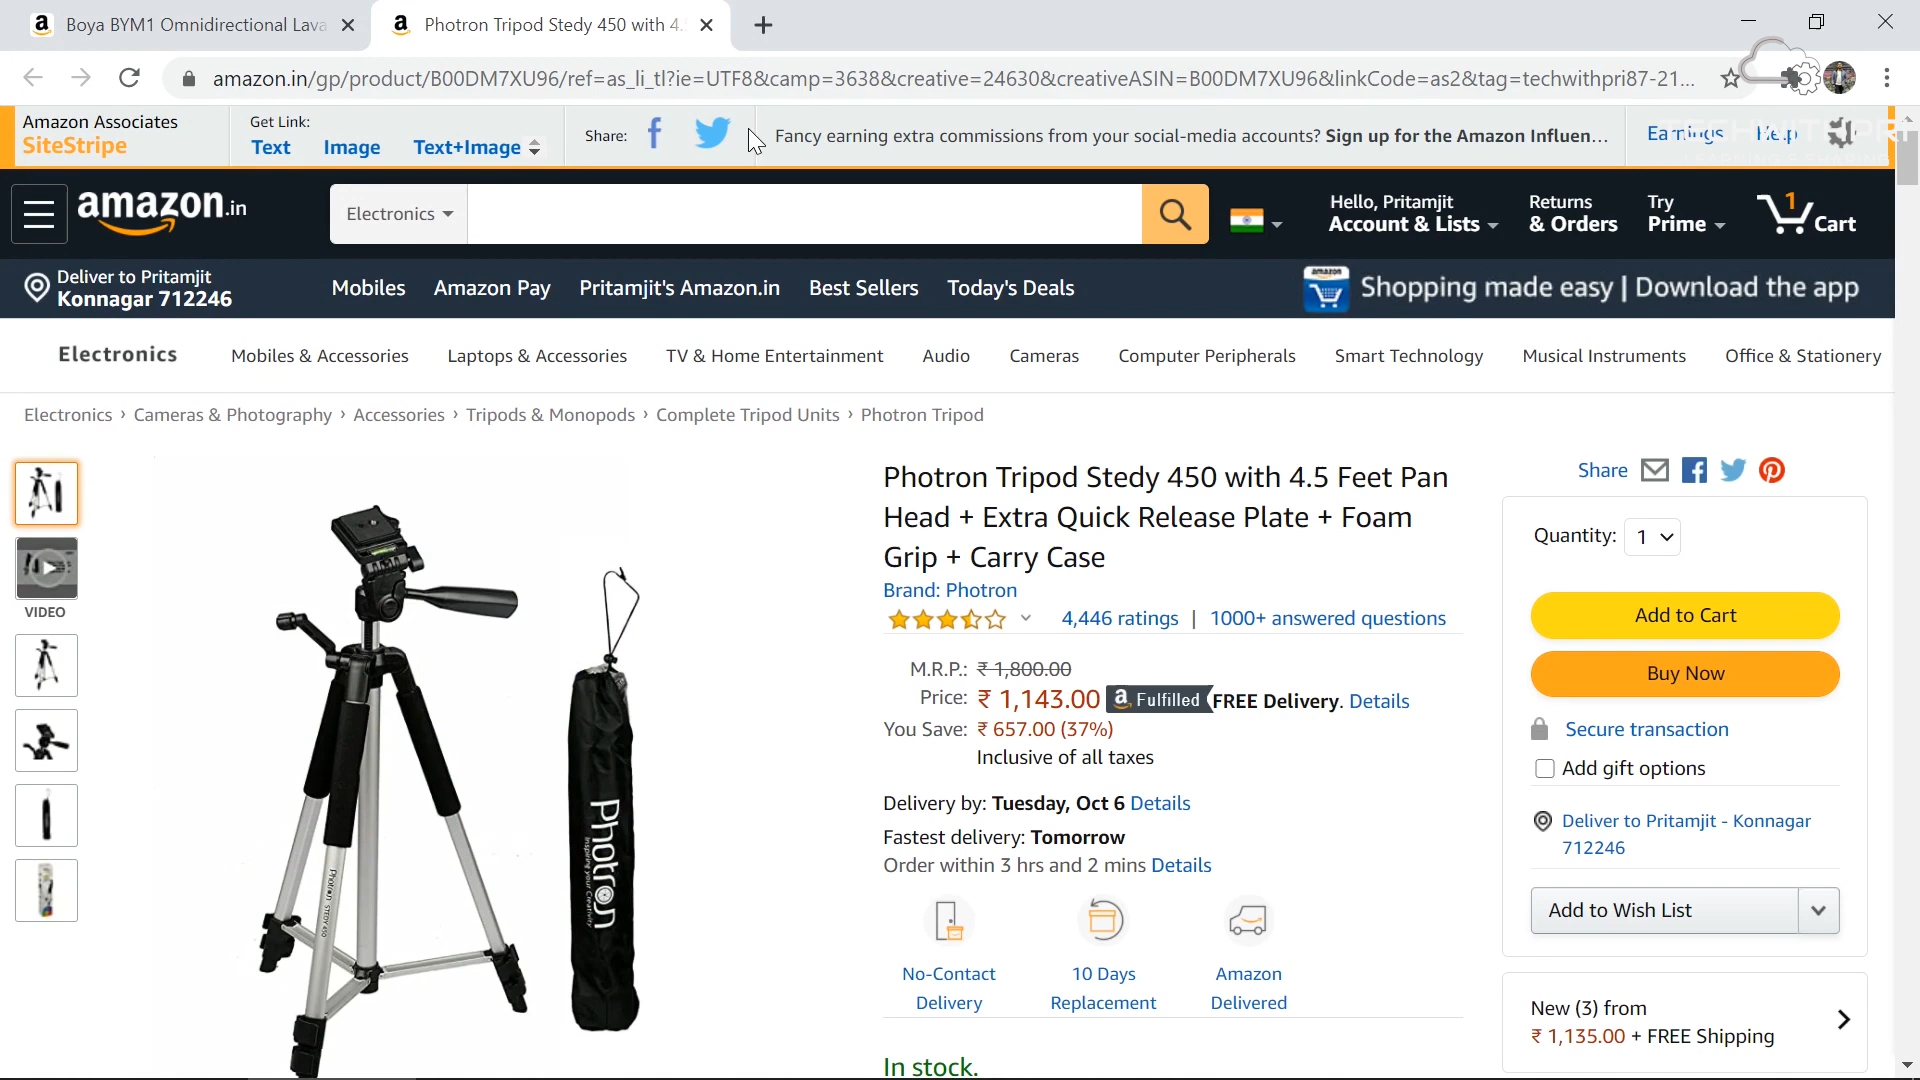 Boya BYM1 Omnidirectional Lava
Photron Tripod Stedy 450 with 4.
amazon.in/gp/product/B00DM7XU96/ref=as_li_tl?ie=UTF8&camp=3638&creative=24630&creativeASIN=B00DM7XU96&linkCode=as2&tag=techwithpri87-21...
Amazon Associates
SiteStripe
Get Link:
Text Image Text+Image
Share:
Fancy earning extra commissions from your social-media accounts? Sign up for the Amazon Influen...
Earnings Help
TECHWITHPRI
amazon.in
Electronics
Hello, Pritamjit
Account & Lists
Returns
& Orders
Try
Prime
1
Cart
Deliver to Pritamjit
Konnagar 712246
Mobiles Amazon Pay Pritamjit's Amazon.in Best Sellers Today's Deals
amazon
Shopping made easy | Download the app
Electronics Mobiles & Accessories Laptops & Accessories TV & Home Entertainment Audio Cameras Computer Peripherals Smart Technology Musical Instruments Office & Stationery
Electronics › Cameras & Photography › Accessories › Tripods & Monopods › Complete Tripod Units › Photron Tripod
VIDEO
Photron
Inspiring your Creativity
Photron STEDY 450
Photron Tripod Stedy 450 with 4.5 Feet Pan
Head + Extra Quick Release Plate + Foam
Grip + Carry Case
Brand: Photron
4,446 ratings | 1000+ answered questions
M.R.P.: ₹ 1,800.00
Price: ₹ 1,143.00 a Fulfilled FREE Delivery. Details
You Save: ₹ 657.00 (37%)
Inclusive of all taxes
Delivery by: Tuesday, Oct 6 Details
Fastest delivery: Tomorrow
Order within 3 hrs and 2 mins Details
No-Contact
Delivery
10 Days
Replacement
Amazon
Delivered
In stock.
Share
Quantity: 1
Add to Cart
Buy Now
Secure transaction
Add gift options
Deliver to Pritamjit - Konnagar
712246
Add to Wish List
New (3) from
₹ 1,135.00 + FREE Shipping